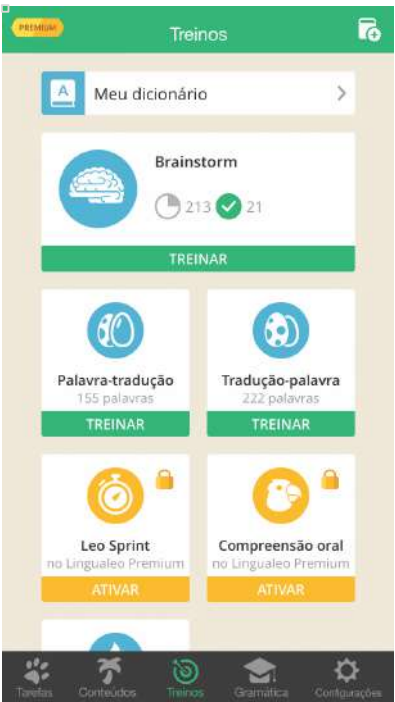 PREMIUM
Treinos
A
Meu dicionário
Brainstorm
213 21
TREINAR
Palavra-tradução
155 palavras
TREINAR
Tradução-palavra
222 palavras
TREINAR
Leo Sprint
no Lingualeo Premium
ATIVAR
Compreensão oral
no Lingualeo Premium
ATIVAR
Tarefas Conteúdos Treinos Gramática Configurações